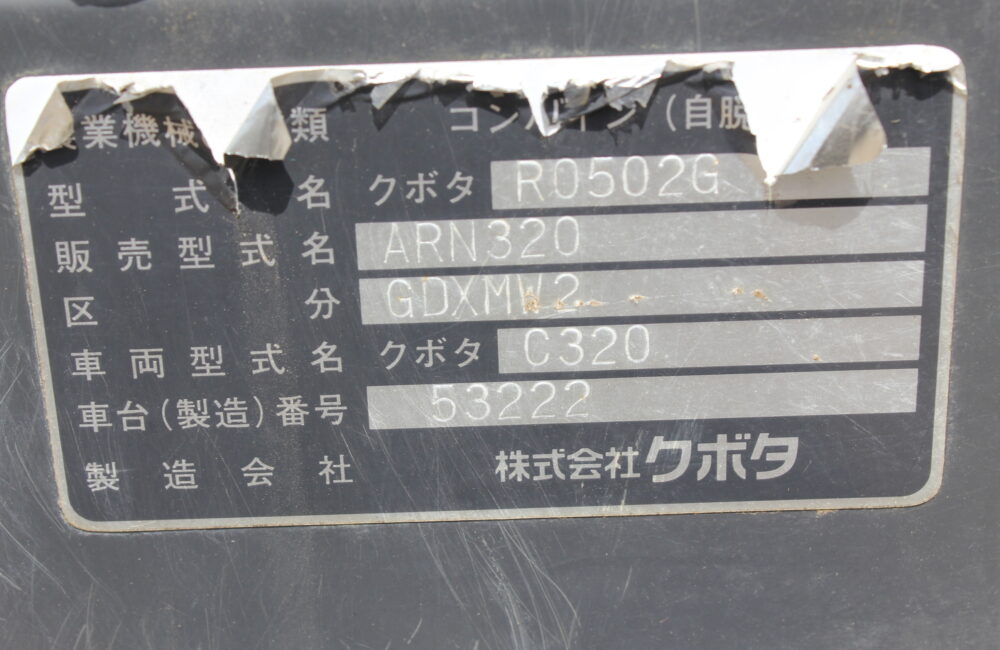 業機械 類 コンバイン(自脱
型式名 クボタ R0502G
販売型式名 ARN320
区分 GDXMW2
車両型式名 クボタ C320
車台(製造)番号 53222
製造会社 株式会社クボタ